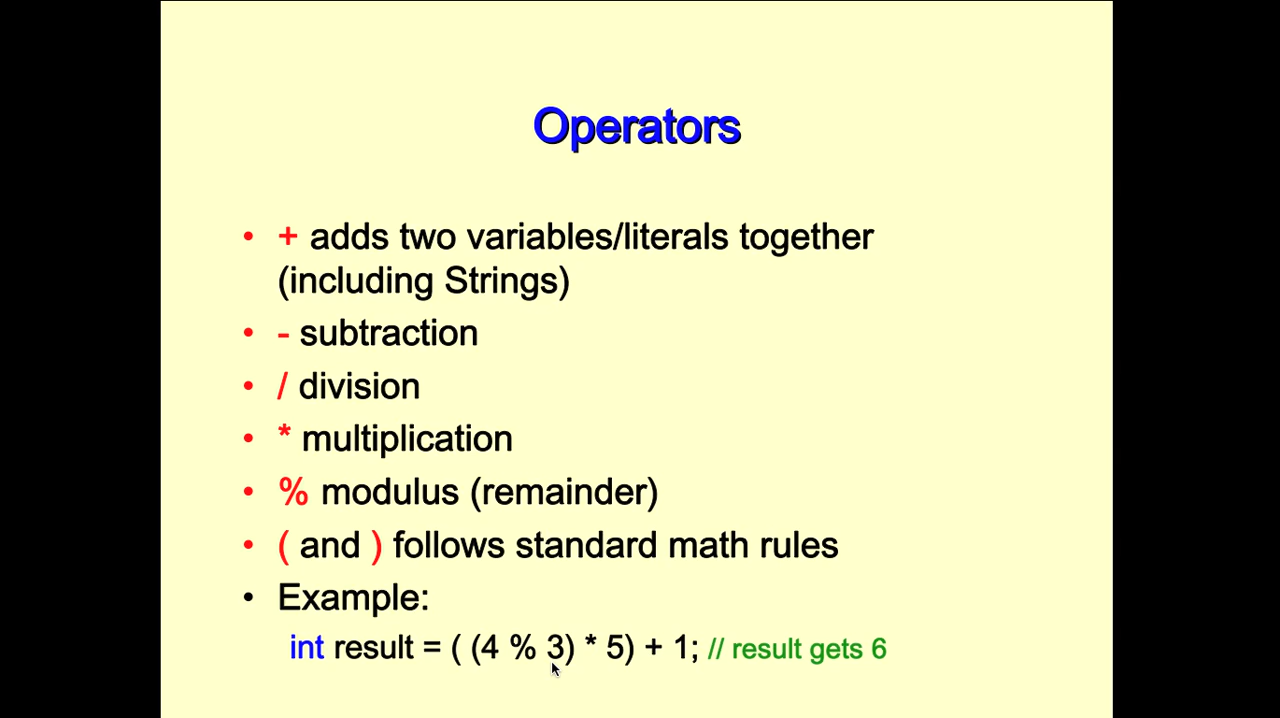 Operators
• + adds two variables/literals together
(including Strings)
• - subtraction
• / division
• * multiplication
• % modulus (remainder)
• ( and ) follows standard math rules
• Example:
int result = ( (4 % 3) * 5) + 1; // result gets 6